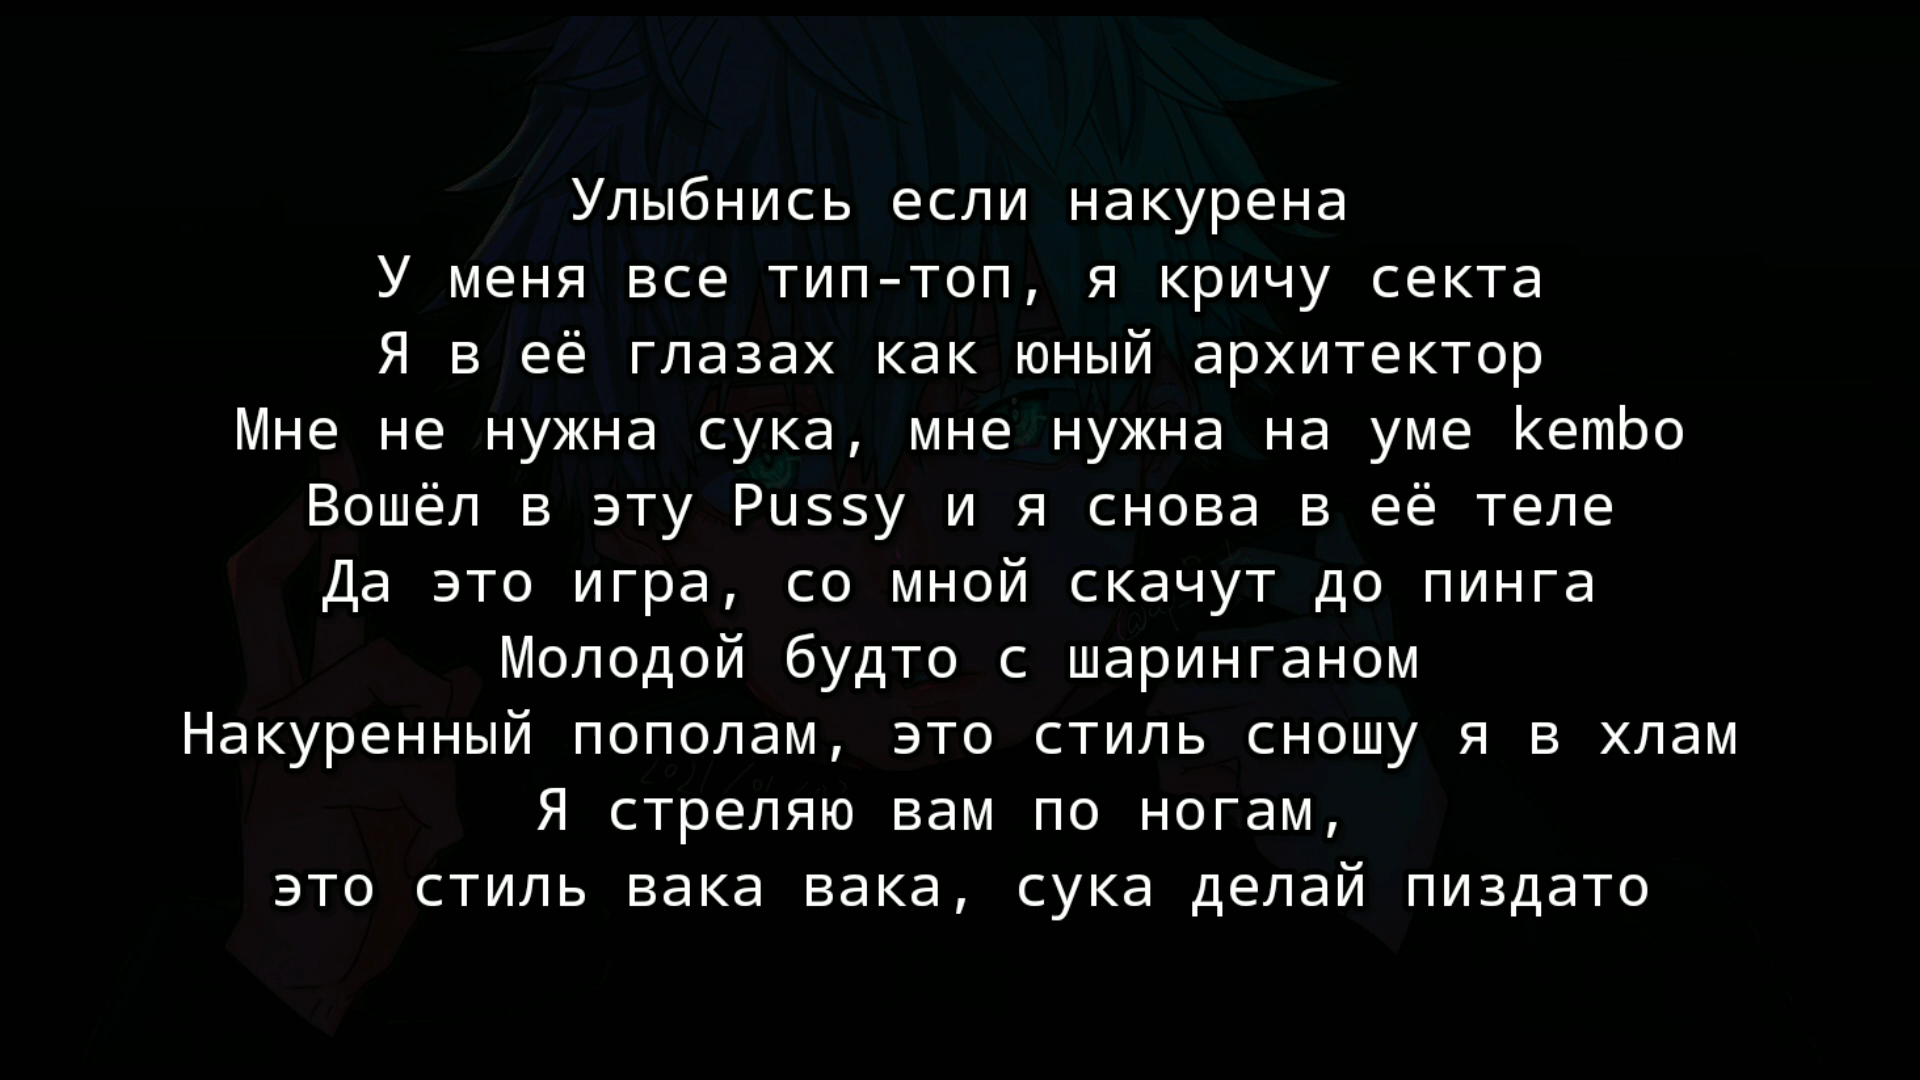 Улыбнись если накурена
У меня все тип-топ, я кричу секта
Я в её глазах как юный архитектор
Мне не нужна сука, мне нужна на уме kembo
Вошёл в эту Pussy и я снова в её теле
Да это игра, со мной скачут до пинга
Молодой будто с шаринганом
Накуренный пополам, это стиль сношу я в хлам
Я стреляю вам по ногам,
это стиль вака вака, сука делай пиздато